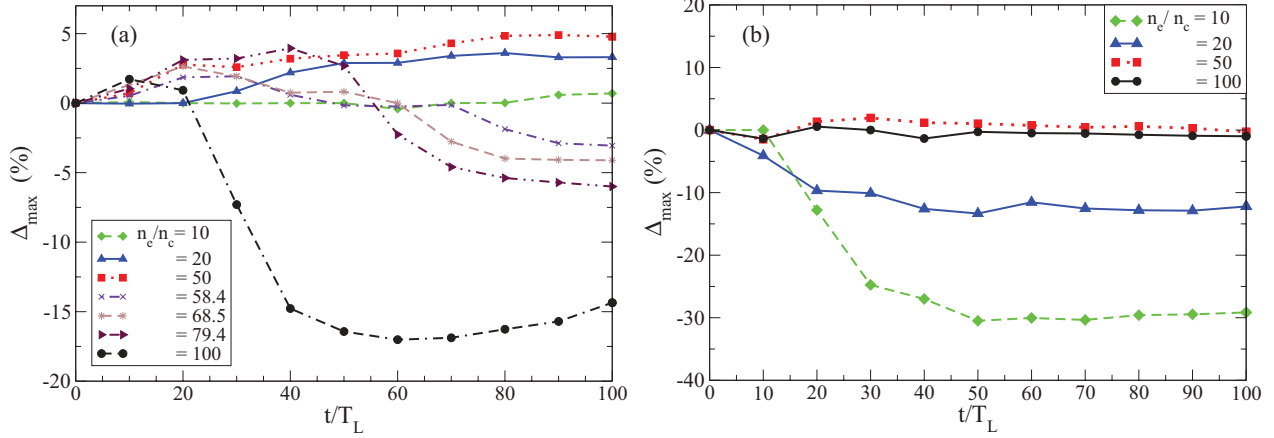 (a)
5
0
-5
-10
-15
-20
Δmax (%)
ne/nc = 10
= 20
= 50
= 58.4
= 68.5
= 79.4
= 100
0 20 40 60 80 100
t/TL
(b)
20
10
0
-10
-20
-30
-40
Δmax (%)
ne/ nc = 10
= 20
= 50
= 100
0 10 20 30 40 50 60 70 80 90 100
t/TL